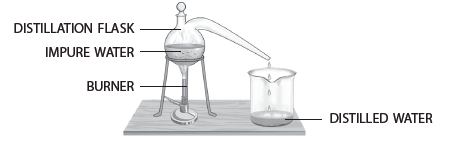 DISTILLATION FLASK
IMPURE WATER
BURNER
DISTILLED WATER